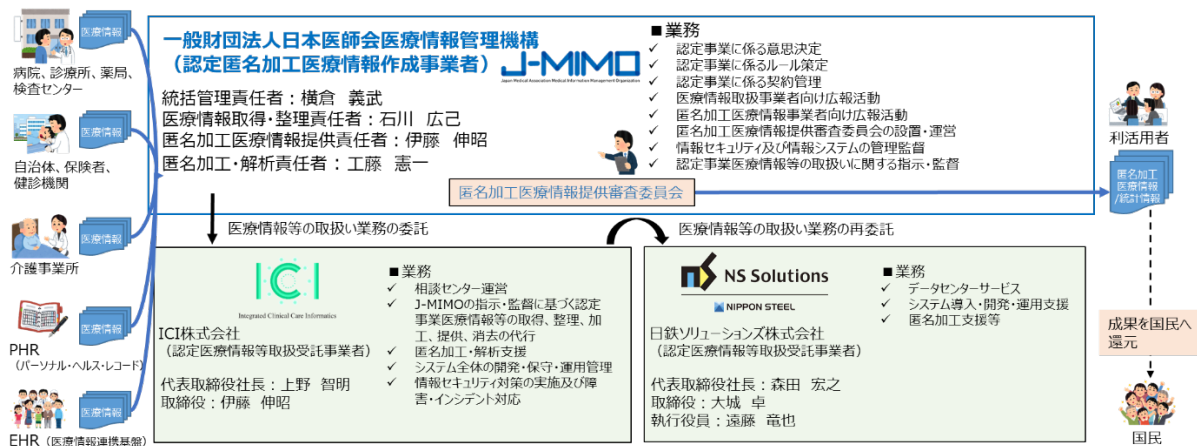 医療情報
病院、診療所、薬局、
検査センター
医療情報
自治体、保険者、
健診機関
医療情報
介護事業所
医療情報
PHR
（パーソナル・ヘルス・レコード）
医療情報
EHR（医療情報連携基盤）
一般財団法人日本医師会医療情報管理機構
（認定匿名加工医療情報作成事業者）
J-MIMO
Japan Medical Association Medical Information Management Organization
統括管理責任者：横倉 義武
医療情報取得・整理責任者：石川 広己
匿名加工医療情報提供責任者：伊藤 伸昭
匿名加工・解析責任者：工藤 憲一
■業務
✓ 認定事業に係る意思決定
✓ 認定事業に係るルール策定
✓ 認定事業に係る契約管理
✓ 医療情報取扱事業者向け広報活動
✓ 匿名加工医療情報事業者向け広報活動
✓ 匿名加工医療情報提供審査委員会の設置・運営
✓ 情報セキュリティ及び情報システムの管理監督
✓ 認定事業医療情報等の取扱いに関する指示・監督
匿名加工医療情報提供審査委員会
医療情報等の取扱い業務の委託
医療情報等の取扱い業務の再委託
ICI
Integrated Clinical Care Informatics
ICI株式会社
（認定医療情報等取扱受託事業者）
代表取締役社長：上野 智明
取締役：伊藤 伸昭
■業務
✓ 相談センター運営
✓ J-MIMOの指示・監督に基づく認定
事業医療情報等の取得、整理、加
工、提供、消去の代行
✓ 匿名加工・解析支援
✓ システム全体の開発・保守・運用管理
✓ 情報セキュリティ対策の実施及び障
害・インシデント対応
NS Solutions
NIPPON STEEL
日鉄ソリューションズ株式会社
（認定医療情報等取扱受託事業者）
代表取締役社長：森田 宏之
取締役：大城 卓
執行役員：遠藤 竜也
■業務
✓ データセンターサービス
✓ システム導入・開発・運用支援
✓ 匿名加工支援等
利活用者
匿名加工
医療情報
/統計情報
成果を国民へ
還元
国民